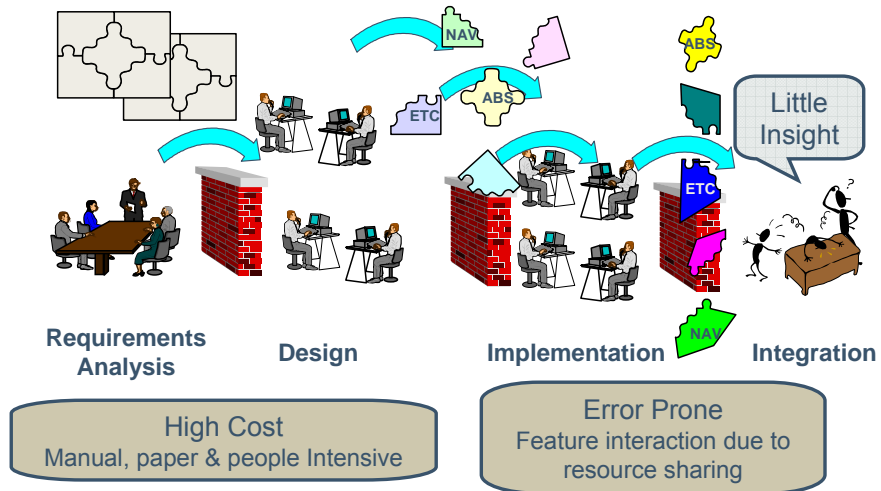 NAV
ABS
ETC
ABS
ETC
NAV
Little
Insight
Requirements
Analysis
Design
Implementation
Integration
High Cost
Manual, paper & people Intensive
Error Prone
Feature interaction due to
resource sharing